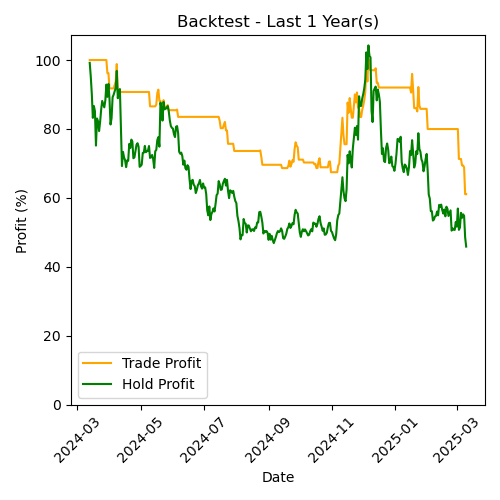 Backtest - Last 1 Year(s)
Profit (%)
100
80
60
40
20
0
Trade Profit
Hold Profit
2024-03
2024-05
2024-07
2024-09
2024-11
2025-01
2025-03
Date